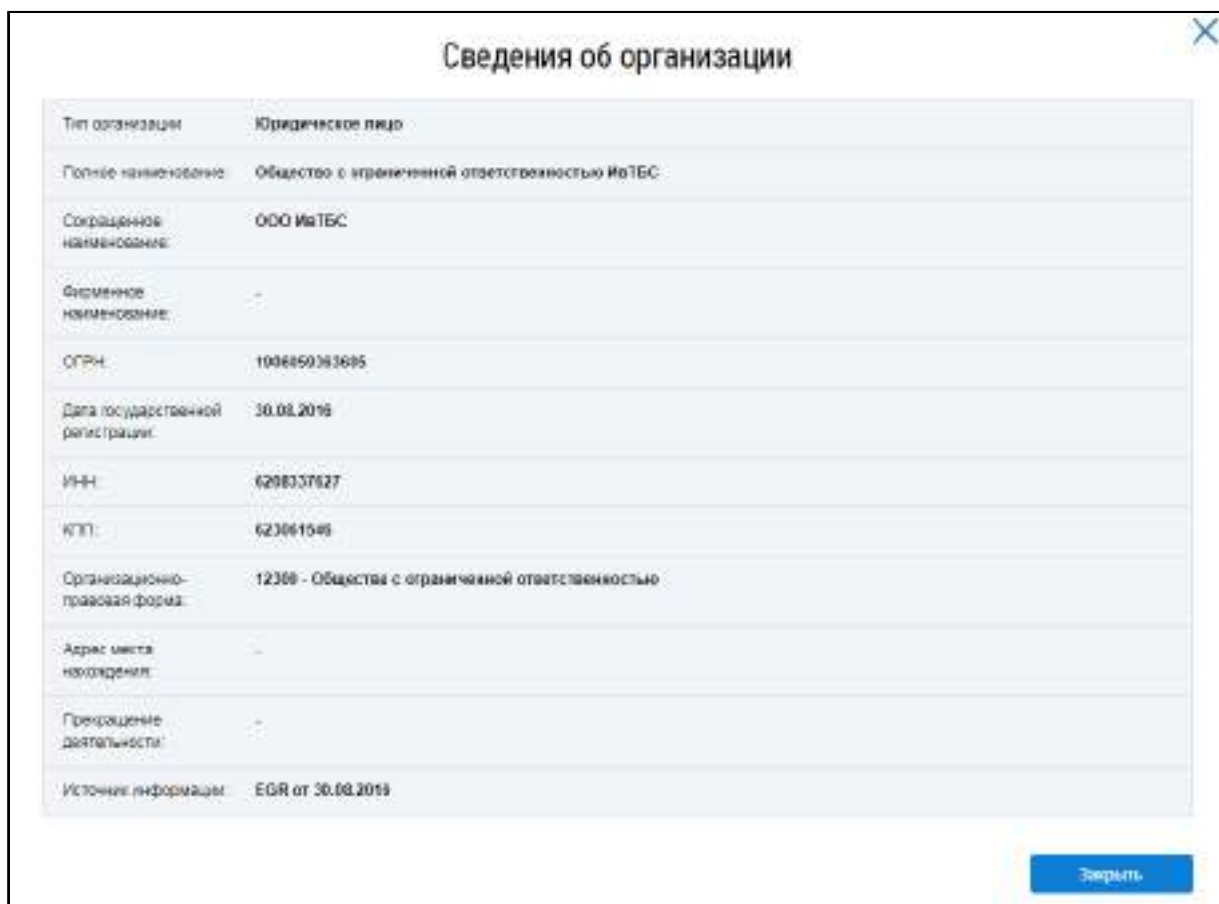 Сведения об организации
Тип организации Юридическое лицо
Полное наименование: Общество с ограниченной ответственностью ИвТБС
Сокращенное ООО ИвТБС
наименование:
Фирменное -
наименование:
ОГРН:
Дата государственной 30.08.2016
регистрации:
ИНН: 6208337627
КПП: 623061546
Организационно- 12300 - Общества с ограниченной ответственностью
правовая форма:
Адрес места -
нахождения:
Прекращение -
деятельности:
Источник информации: EGR от 30.08.2016
Закрыть